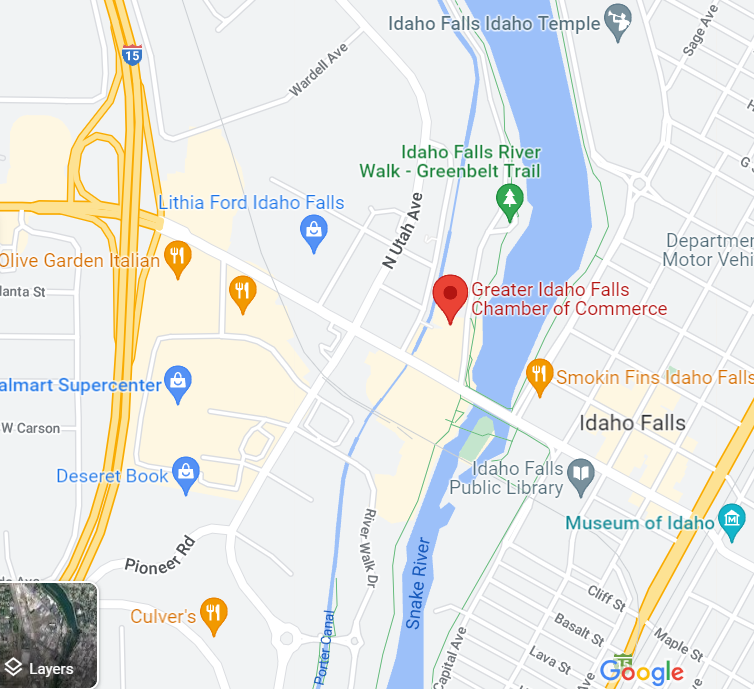 Idaho Falls Idaho Temple
Sage Ave
15
Wardell Ave
Idaho Falls River
Walk - Greenbelt Trail
Lithia Ford Idaho Falls
N Utah Ave
Departmen
Motor Vehi
Olive Garden Italian
lanta St
Greater Idaho Falls
Chamber of Commerce
almart Supercenter
Smokin Fins Idaho Falls
W Carson
Idaho Falls
Deseret Book
Idaho Falls
Public Library
Museum of Idaho
River Walk Dr
Pioneer Rd
Snake River
Cliff St
Culver's
Porter Canal
Basalt St
Maple St
Capital Ave
Lava St
15
Layers
Google